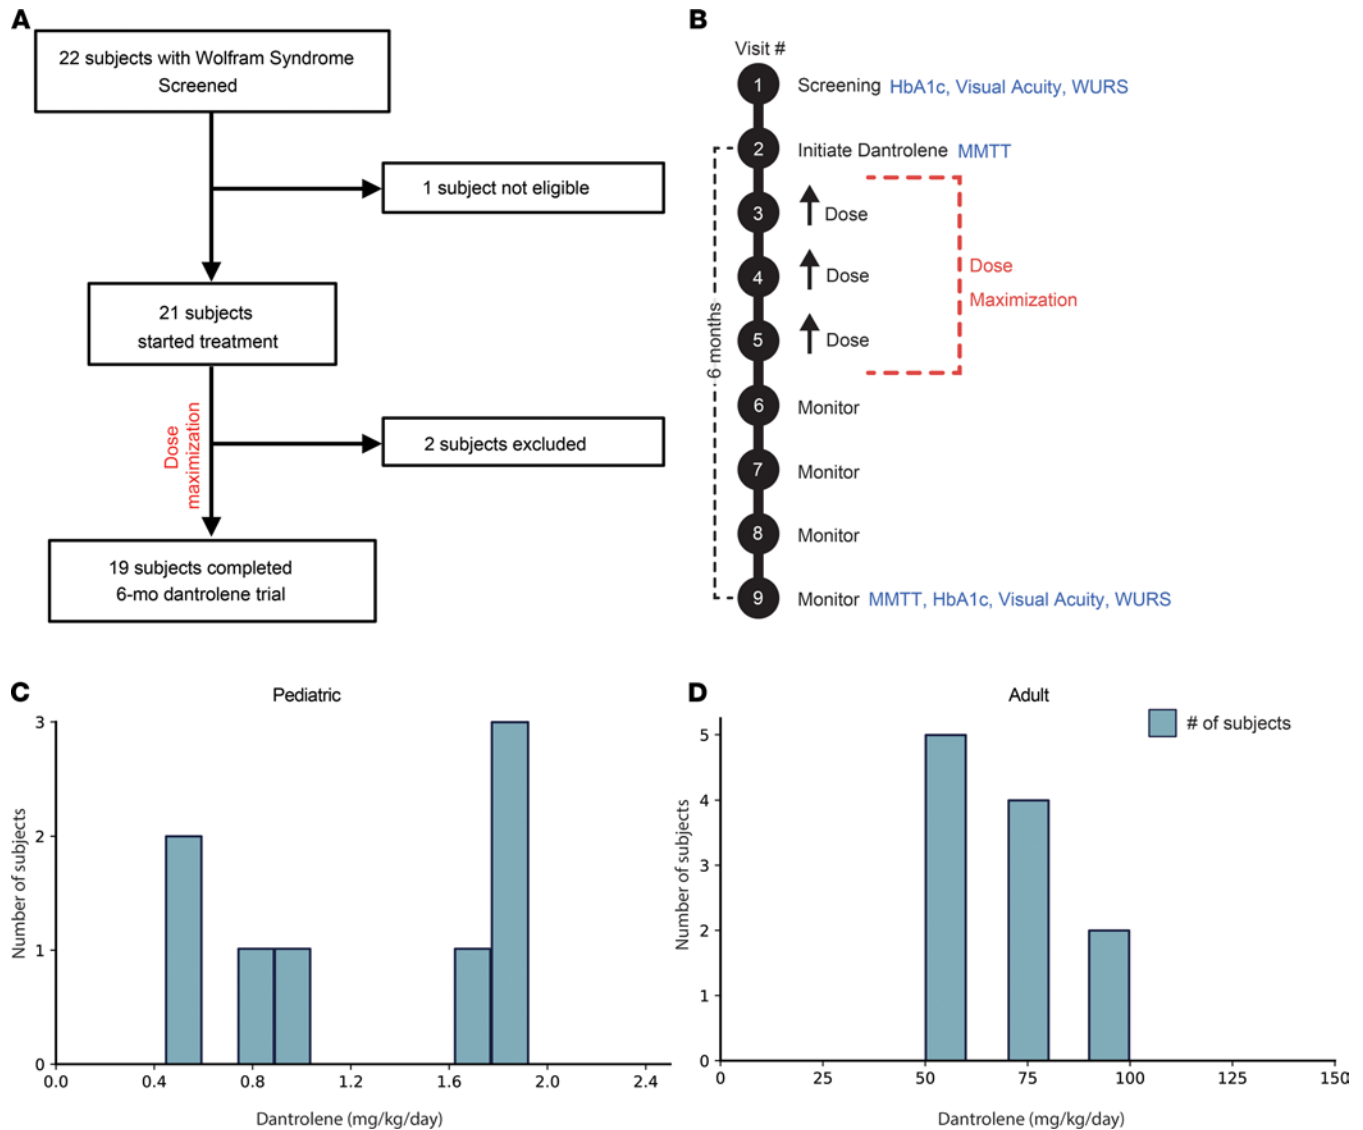 A
22 subjects with Wolfram Syndrome
Screened
1 subject not eligible
21 subjects
started treatment
Dose
maximization
2 subjects excluded
19 subjects completed
6-mo dantrolene trial
B
Visit #
1 Screening HbA1c, Visual Acuity, WURS
2 Initiate Dantrolene MMTT
3 Dose
4 Dose
5 Dose
Dose
Maximization
6 months
6 Monitor
7 Monitor
8 Monitor
9 Monitor MMTT, HbA1c, Visual Acuity, WURS
C
Pediatric
Number of subjects
3
2
1
0
0.0 0.4 0.8 1.2 1.6 2.0 2.4
Dantrolene (mg/kg/day)
D
Adult
# of subjects
Number of subjects
5
4
3
2
1
0
0 25 50 75 100 125 150
Dantrolene (mg/kg/day)